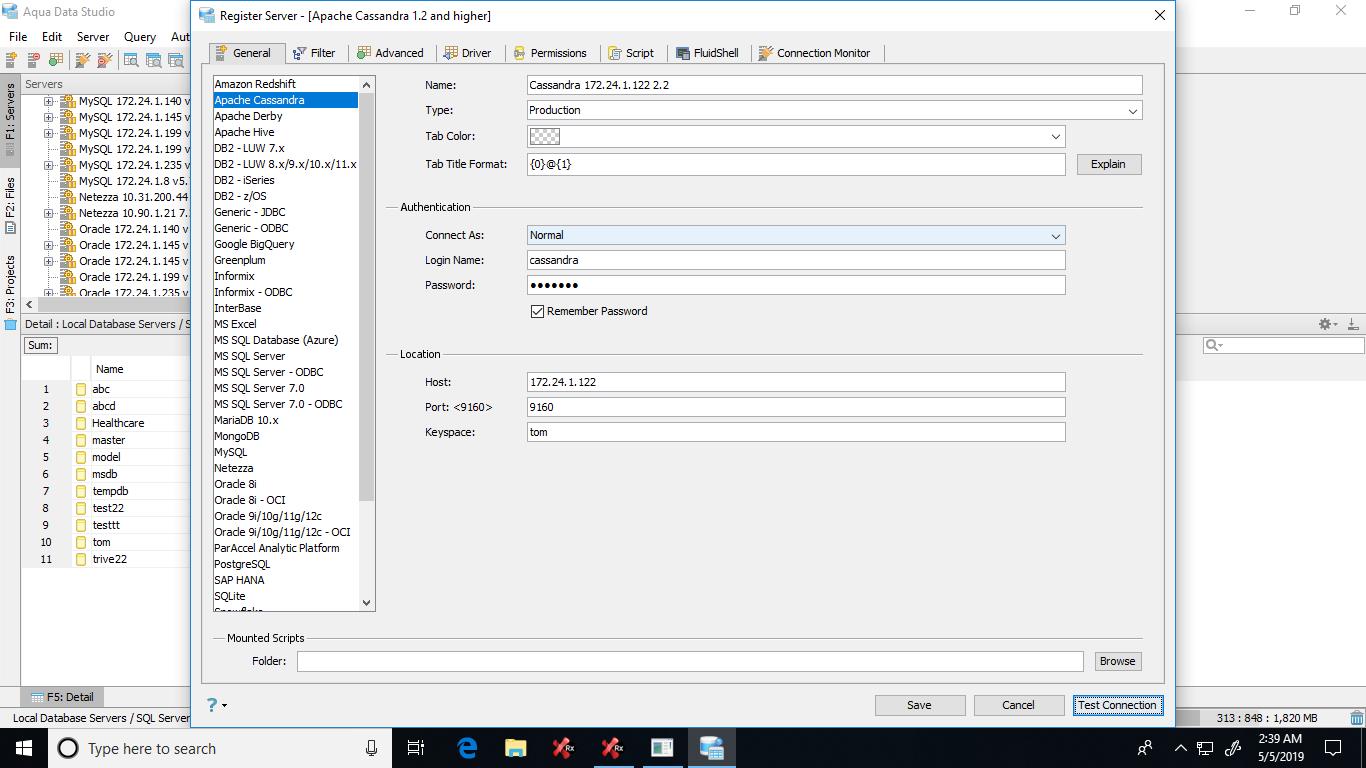 Aqua Data Studio
File Edit Server Query Aut
F1: Servers
F2: Files
F3: Projects
Servers
MySQL 172.24.1.140 v
MySQL 172.24.1.145 v
MySQL 172.24.1.199 v
MySQL 172.24.1.199 v
MySQL 172.24.1.235 v
MySQL 172.24.1.8 v5.
Netezza 10.31.200.44
Netezza 10.90.1.21 7.
Oracle 172.24.1.140 v
Oracle 172.24.1.145 v
Oracle 172.24.1.145 v
Oracle 172.24.1.199 v
Oracle 172.24.1.235 v
Detail : Local Database Servers / S
Sum:
Name
1 abc
2 abcd
3 Healthcare
4 master
5 model
6 msdb
7 tempdb
8 test22
9 testtt
10 tom
11 trive22
F5: Detail
Local Database Servers / SQL Server
Register Server - [Apache Cassandra 1.2 and higher]
General Filter Advanced Driver Permissions Script FluidShell Connection Monitor
Amazon Redshift
Apache Cassandra
Apache Derby
Apache Hive
DB2 - LUW 7.x
DB2 - LUW 8.x/9.x/10.x/11.x
DB2 - iSeries
DB2 - z/OS
Generic - JDBC
Generic - ODBC
Google BigQuery
Greenplum
Informix
Informix - ODBC
InterBase
MS Excel
MS SQL Database (Azure)
MS SQL Server
MS SQL Server - ODBC
MS SQL Server 7.0
MS SQL Server 7.0 - ODBC
MariaDB 10.x
MongoDB
MySQL
Netezza
Oracle 8i
Oracle 8i - OCI
Oracle 9i/10g/11g/12c
Oracle 9i/10g/11g/12c - OCI
ParAccel Analytic Platform
PostgreSQL
SAP HANA
SQLite
Snowflake
Name: Cassandra 172.24.1.122 2.2
Type: Production
Tab Color:
Tab Title Format: {0}@{1} Explain
Authentication
Connect As: Normal
Login Name: cassandra
Password: •••••••
Remember Password
Location
Host: 172.24.1.122
Port: <9160> 9160
Keyspace: tom
Mounted Scripts
Folder: Browse
? Save Cancel Test Connection
313 : 848 : 1,820 MB
Type here to search
Rx
Rx
2:39 AM
5/5/2019